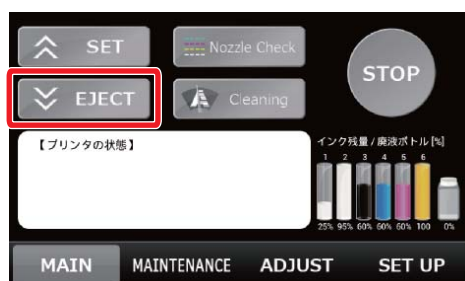 SET
Nozzle Check
STOP
EJECT
Cleaning
【プリンタの状態】
インク残量/廃液ボトル[%]
1 2 3 4 5 6
25% 95% 60% 60% 60% 100 0%
MAIN MAINTENANCE ADJUST SET UP